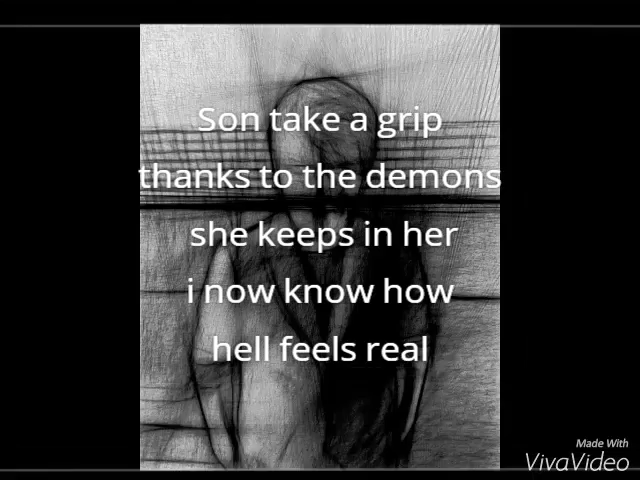 Son take a grip
thanks to the demons
she keeps in her
i now know how
hell feels real
Made With
VivaVideo